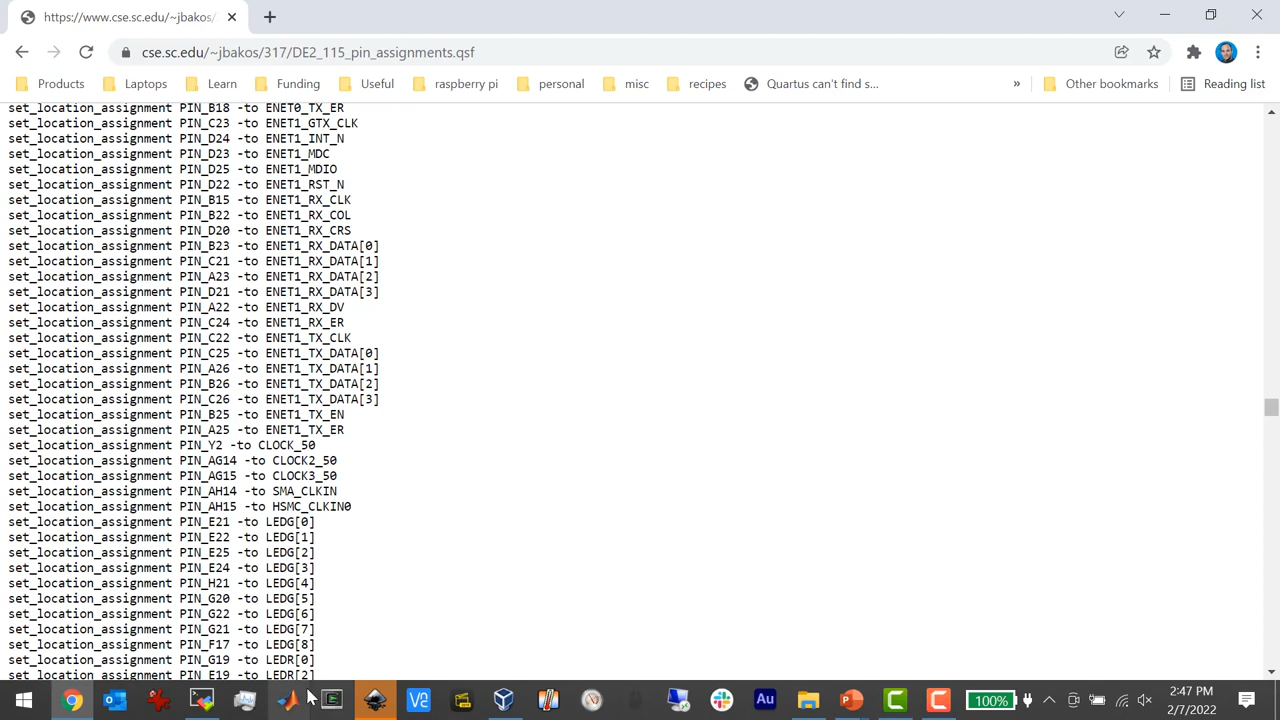 https://www.cse.sc.edu/~jbakos/
cse.sc.edu/~jbakos/317/DE2_115_pin_assignments.qsf
Products Laptops Learn Funding Useful raspberry pi personal misc recipes Quartus can't find s... » Other bookmarks Reading list
set_location_assignment PIN_B18 -to ENET0_TX_ER
set_location_assignment PIN_C23 -to ENET1_GTX_CLK
set_location_assignment PIN_D24 -to ENET1_INT_N
set_location_assignment PIN_D23 -to ENET1_MDC
set_location_assignment PIN_D25 -to ENET1_MDIO
set_location_assignment PIN_D22 -to ENET1_RST_N
set_location_assignment PIN_B15 -to ENET1_RX_CLK
set_location_assignment PIN_B22 -to ENET1_RX_COL
set_location_assignment PIN_D20 -to ENET1_RX_CRS
set_location_assignment PIN_B23 -to ENET1_RX_DATA[0]
set_location_assignment PIN_C21 -to ENET1_RX_DATA[1]
set_location_assignment PIN_A23 -to ENET1_RX_DATA[2]
set_location_assignment PIN_D21 -to ENET1_RX_DATA[3]
set_location_assignment PIN_A22 -to ENET1_RX_DV
set_location_assignment PIN_C24 -to ENET1_RX_ER
set_location_assignment PIN_C22 -to ENET1_TX_CLK
set_location_assignment PIN_C25 -to ENET1_TX_DATA[0]
set_location_assignment PIN_A26 -to ENET1_TX_DATA[1]
set_location_assignment PIN_B26 -to ENET1_TX_DATA[2]
set_location_assignment PIN_C26 -to ENET1_TX_DATA[3]
set_location_assignment PIN_B25 -to ENET1_TX_EN
set_location_assignment PIN_A25 -to ENET1_TX_ER
set_location_assignment PIN_Y2 -to CLOCK_50
set_location_assignment PIN_AG14 -to CLOCK2_50
set_location_assignment PIN_AG15 -to CLOCK3_50
set_location_assignment PIN_AH14 -to SMA_CLKIN
set_location_assignment PIN_AH15 -to HSMC_CLKIN0
set_location_assignment PIN_E21 -to LEDG[0]
set_location_assignment PIN_E22 -to LEDG[1]
set_location_assignment PIN_E25 -to LEDG[2]
set_location_assignment PIN_E24 -to LEDG[3]
set_location_assignment PIN_H21 -to LEDG[4]
set_location_assignment PIN_G20 -to LEDG[5]
set_location_assignment PIN_G22 -to LEDG[6]
set_location_assignment PIN_G21 -to LEDG[7]
set_location_assignment PIN_F17 -to LEDG[8]
set_location_assignment PIN_G19 -to LEDR[0]
set_location_assignment PIN_E19 -to LEDR[2]
Au
100%
2:47 PM
2/7/2022